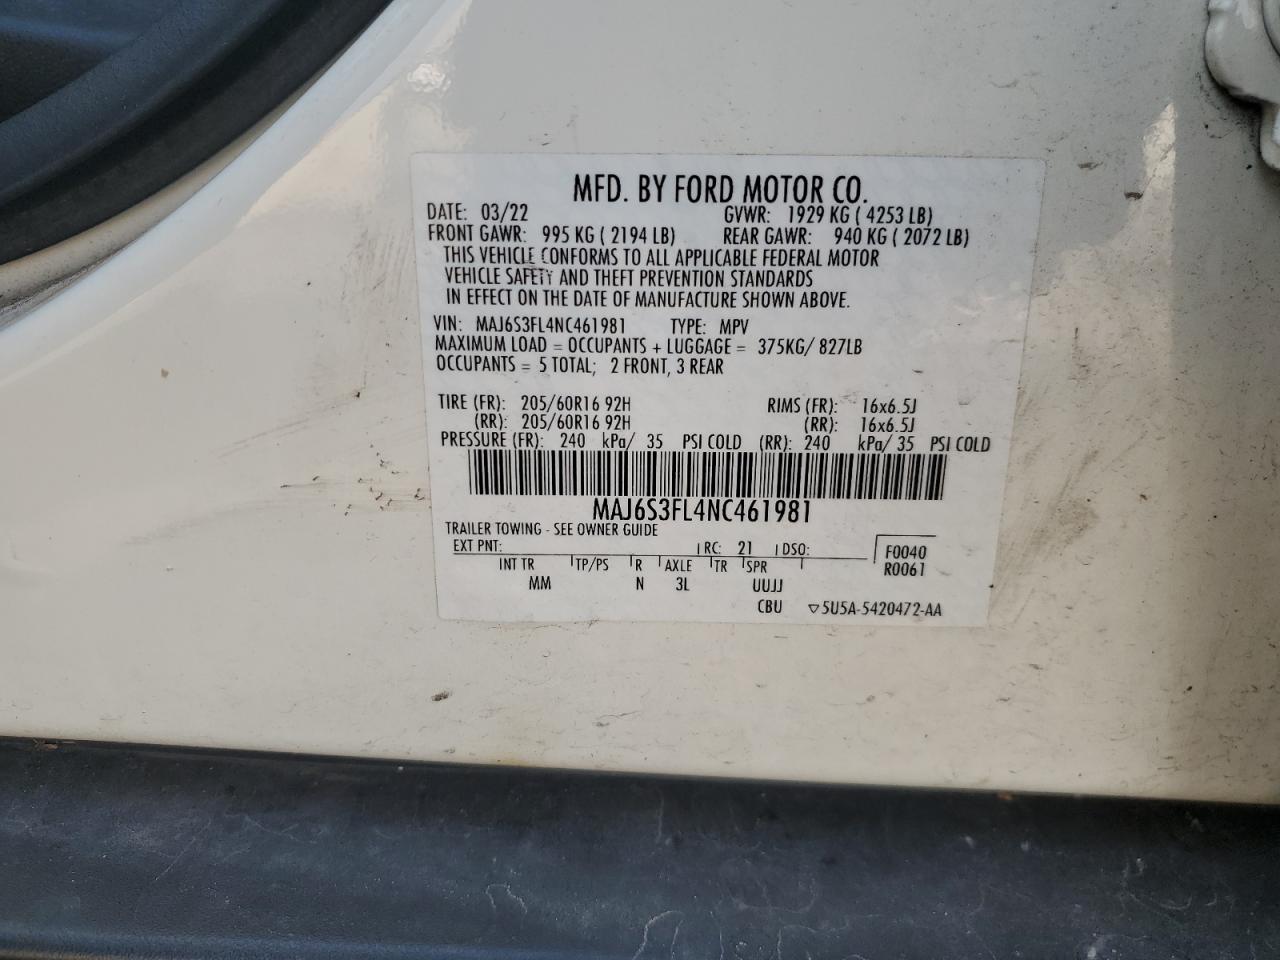 MFD. BY FORD MOTOR CO.
DATE: 03/22 GVWR: 1929 KG ( 4253 LB)
FRONT GAWR: 995 KG ( 2194 LB) REAR GAWR: 940 KG ( 2072 LB)
THIS VEHICLE CONFORMS TO ALL APPLICABLE FEDERAL MOTOR
VEHICLE SAFETY AND THEFT PREVENTION STANDARDS
IN EFFECT ON THE DATE OF MANUFACTURE SHOWN ABOVE.
VIN: MAJ6S3FL4NC461981 TYPE: MPV
MAXIMUM LOAD = OCCUPANTS + LUGGAGE = 375KG/ 827LB
OCCUPANTS = 5 TOTAL; 2 FRONT, 3 REAR
TIRE (FR): 205/60R16 92H RIMS (FR): 16x6.5J
(RR): 205/60R16 92H (RR): 16x6.5J
PRESSURE (FR): 240 kPa/ 35 PSI COLD (RR): 240 kPa/ 35 PSI COLD
MAJ6S3FL4NC461981
TRAILER TOWING - SEE OWNER GUIDE
EXT PNT: RC: 21 DSO: F0040
INT TR TP/PS R AXLE TR SPR R0061
MM N 3L UUJJ
CBU ▽5U5A-5420472-AA